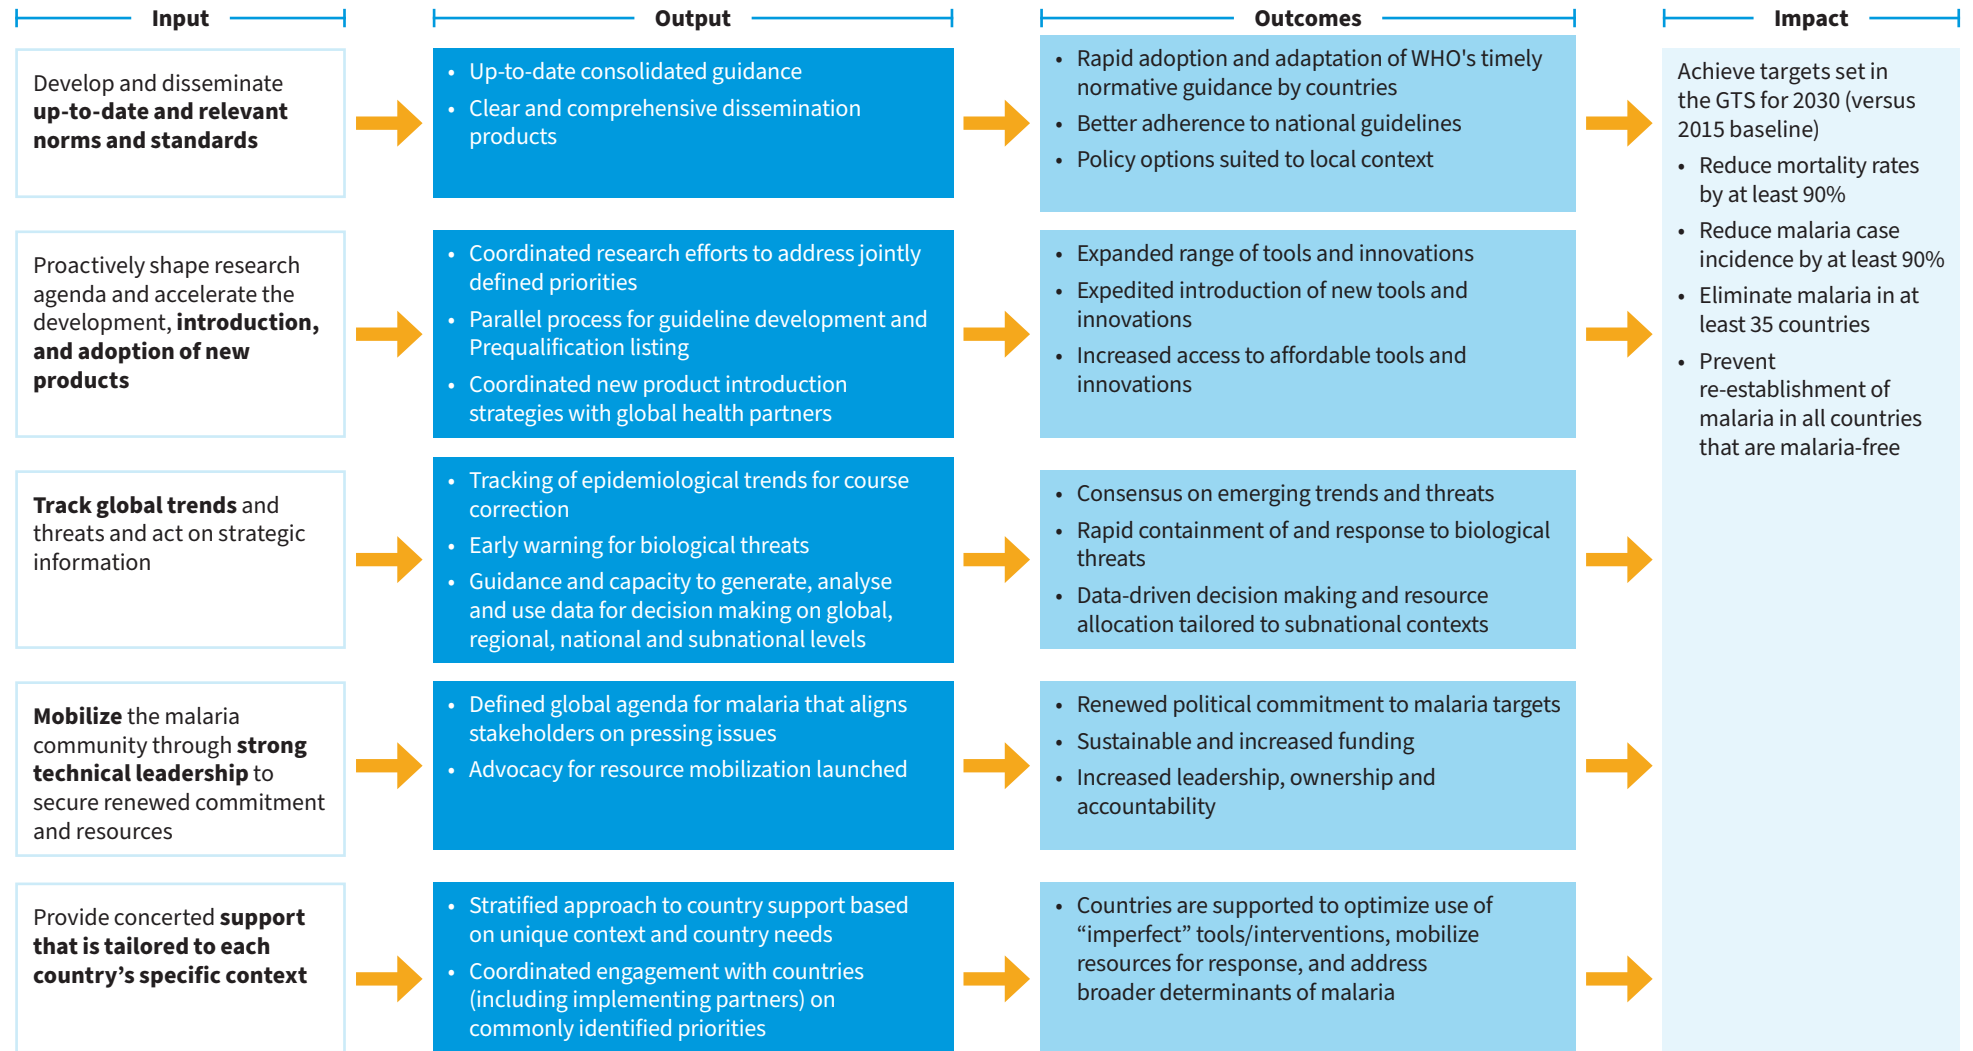 Input
Output
Outcomes
Impact
Develop and disseminate
up-to-date and relevant
norms and standards
• Up-to-date consolidated guidance
• Clear and comprehensive dissemination
products
• Rapid adoption and adaptation of WHO's timely
normative guidance by countries
• Better adherence to national guidelines
• Policy options suited to local context
Proactively shape research
agenda and accelerate the
development, introduction,
and adoption of new
products
• Coordinated research efforts to address jointly
defined priorities
• Parallel process for guideline development and
Prequalification listing
• Coordinated new product introduction
strategies with global health partners
• Expanded range of tools and innovations
• Expedited introduction of new tools and
innovations
• Increased access to affordable tools and
innovations
Track global trends and
threats and act on strategic
information
• Tracking of epidemiological trends for course
correction
• Early warning for biological threats
• Guidance and capacity to generate, analyse
and use data for decision making on global,
regional, national and subnational levels
• Consensus on emerging trends and threats
• Rapid containment of and response to biological
threats
• Data-driven decision making and resource
allocation tailored to subnational contexts
Mobilize the malaria
community through strong
technical leadership to
secure renewed commitment
and resources
• Defined global agenda for malaria that aligns
stakeholders on pressing issues
• Advocacy for resource mobilization launched
• Renewed political commitment to malaria targets
• Sustainable and increased funding
• Increased leadership, ownership and
accountability
Provide concerted support
that is tailored to each
country’s specific context
• Stratified approach to country support based
on unique context and country needs
• Coordinated engagement with countries
(including implementing partners) on
commonly identified priorities
• Countries are supported to optimize use of
“imperfect” tools/interventions, mobilize
resources for response, and address
broader determinants of malaria
Achieve targets set in
the GTS for 2030 (versus
2015 baseline)
• Reduce mortality rates
by at least 90%
• Reduce malaria case
incidence by at least 90%
• Eliminate malaria in at
least 35 countries
• Prevent
re-establishment of
malaria in all countries
that are malaria-free